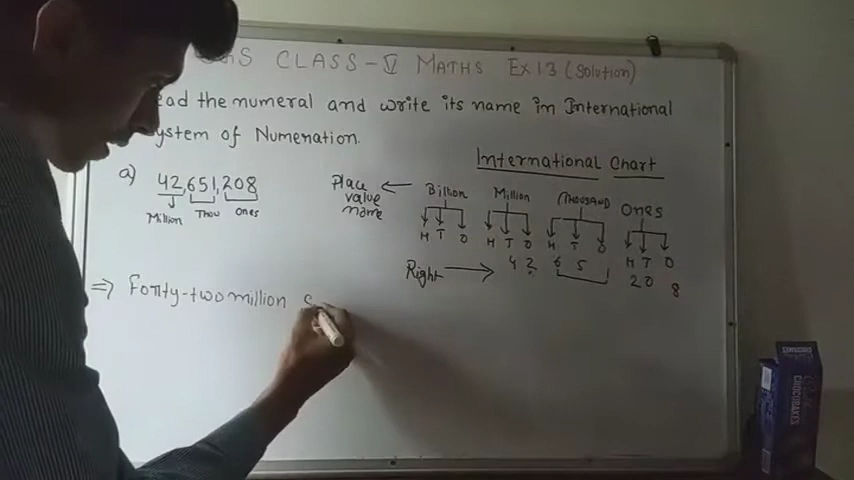 CLASS-V MATHS EX 13 (Solution)
ead the numeral and write its name in International
ystem of Numeration.
International Chart
a) 42,651,208
Million Thou Ones
Place value name
Billion Million THOUSAND Ones
H T O H T O H T O H T O
Right 4 2 6 5 1 2 0 8
=> Forty-two million S
CHOCOBAKES